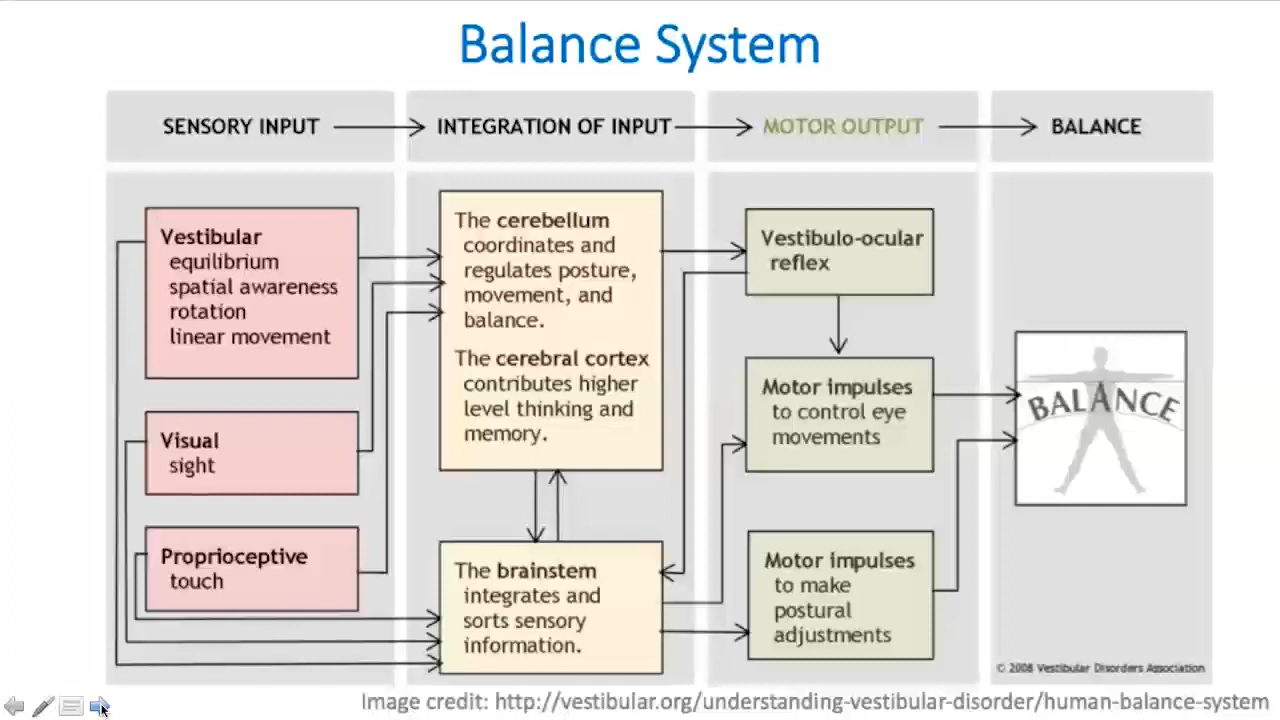 Balance System
SENSORY INPUT
INTEGRATION OF INPUT
MOTOR OUTPUT
BALANCE
Vestibular
equilibrium
spatial awareness
rotation
linear movement
Visual
sight
Proprioceptive
touch
The cerebellum
coordinates and
regulates posture,
movement, and
balance.
The cerebral cortex
contributes higher
level thinking and
memory.
The brainstem
integrates and
sorts sensory
information.
Vestibulo-ocular
reflex
Motor impulses
to control eye
movements
Motor impulses
to make
postural
adjustments
BALANCE
© 2008 Vestibular Disorders Association
Image credit: http://vestibular.org/understanding-vestibular-disorder/human-balance-system